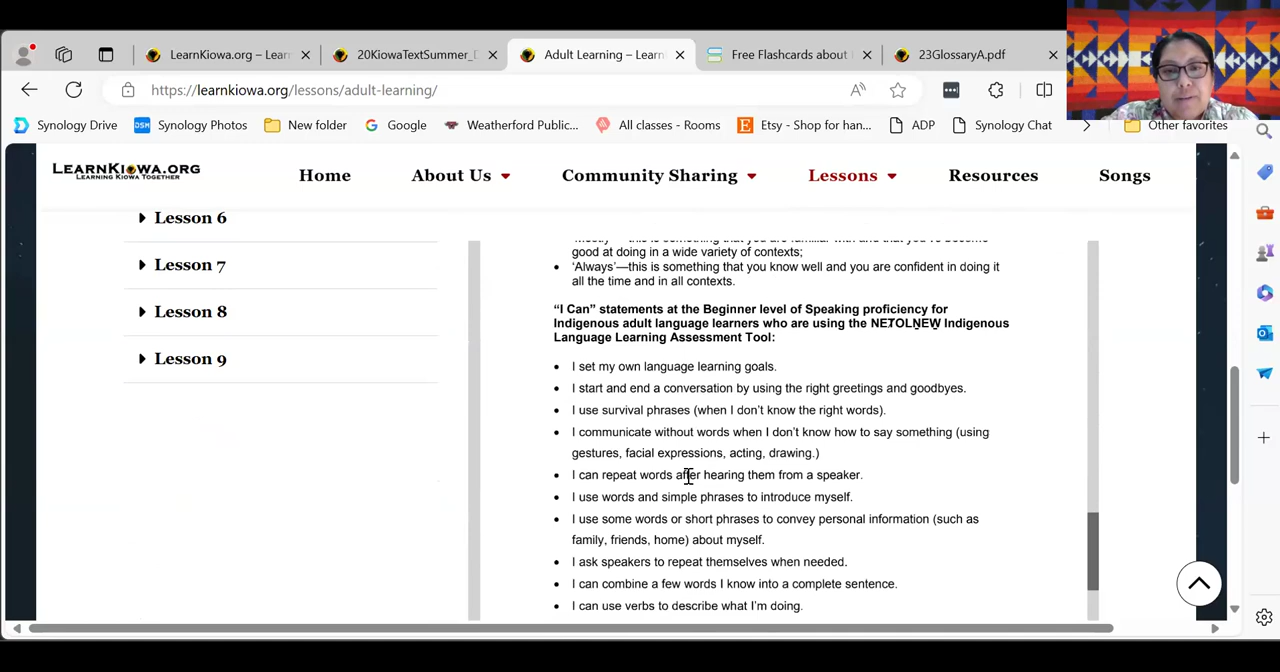 LearnKiowa.org – Lear
20KiowaTextSummer_D
Adult Learning – Learn
Free Flashcards about
23GlossaryA.pdf
https://learnkiowa.org/lessons/adult-learning/
Synology Drive
DSM
Synology Photos
New folder
Google
Weatherford Public...
All classes - Rooms
Etsy - Shop for han...
ADP
Synology Chat
Other favorites
LEARNKIOWA.ORG
LEARNING KIOWA TOGETHER
Home
About Us
Community Sharing
Lessons
Resources
Songs
Lesson 6
Lesson 7
Lesson 8
Lesson 9
good at doing in a wide variety of contexts;
‘Always’—this is something that you know well and you are confident in doing it
all the time and in all contexts.
“I Can” statements at the Beginner level of Speaking proficiency for
Indigenous adult language learners who are using the NEȾOLṈEW̱ Indigenous
Language Learning Assessment Tool:
I set my own language learning goals.
I start and end a conversation by using the right greetings and goodbyes.
I use survival phrases (when I don’t know the right words).
I communicate without words when I don’t know how to say something (using
gestures, facial expressions, acting, drawing.)
I can repeat words after hearing them from a speaker.
I use words and simple phrases to introduce myself.
I use some words or short phrases to convey personal information (such as
family, friends, home) about myself.
I ask speakers to repeat themselves when needed.
I can combine a few words I know into a complete sentence.
I can use verbs to describe what I’m doing.